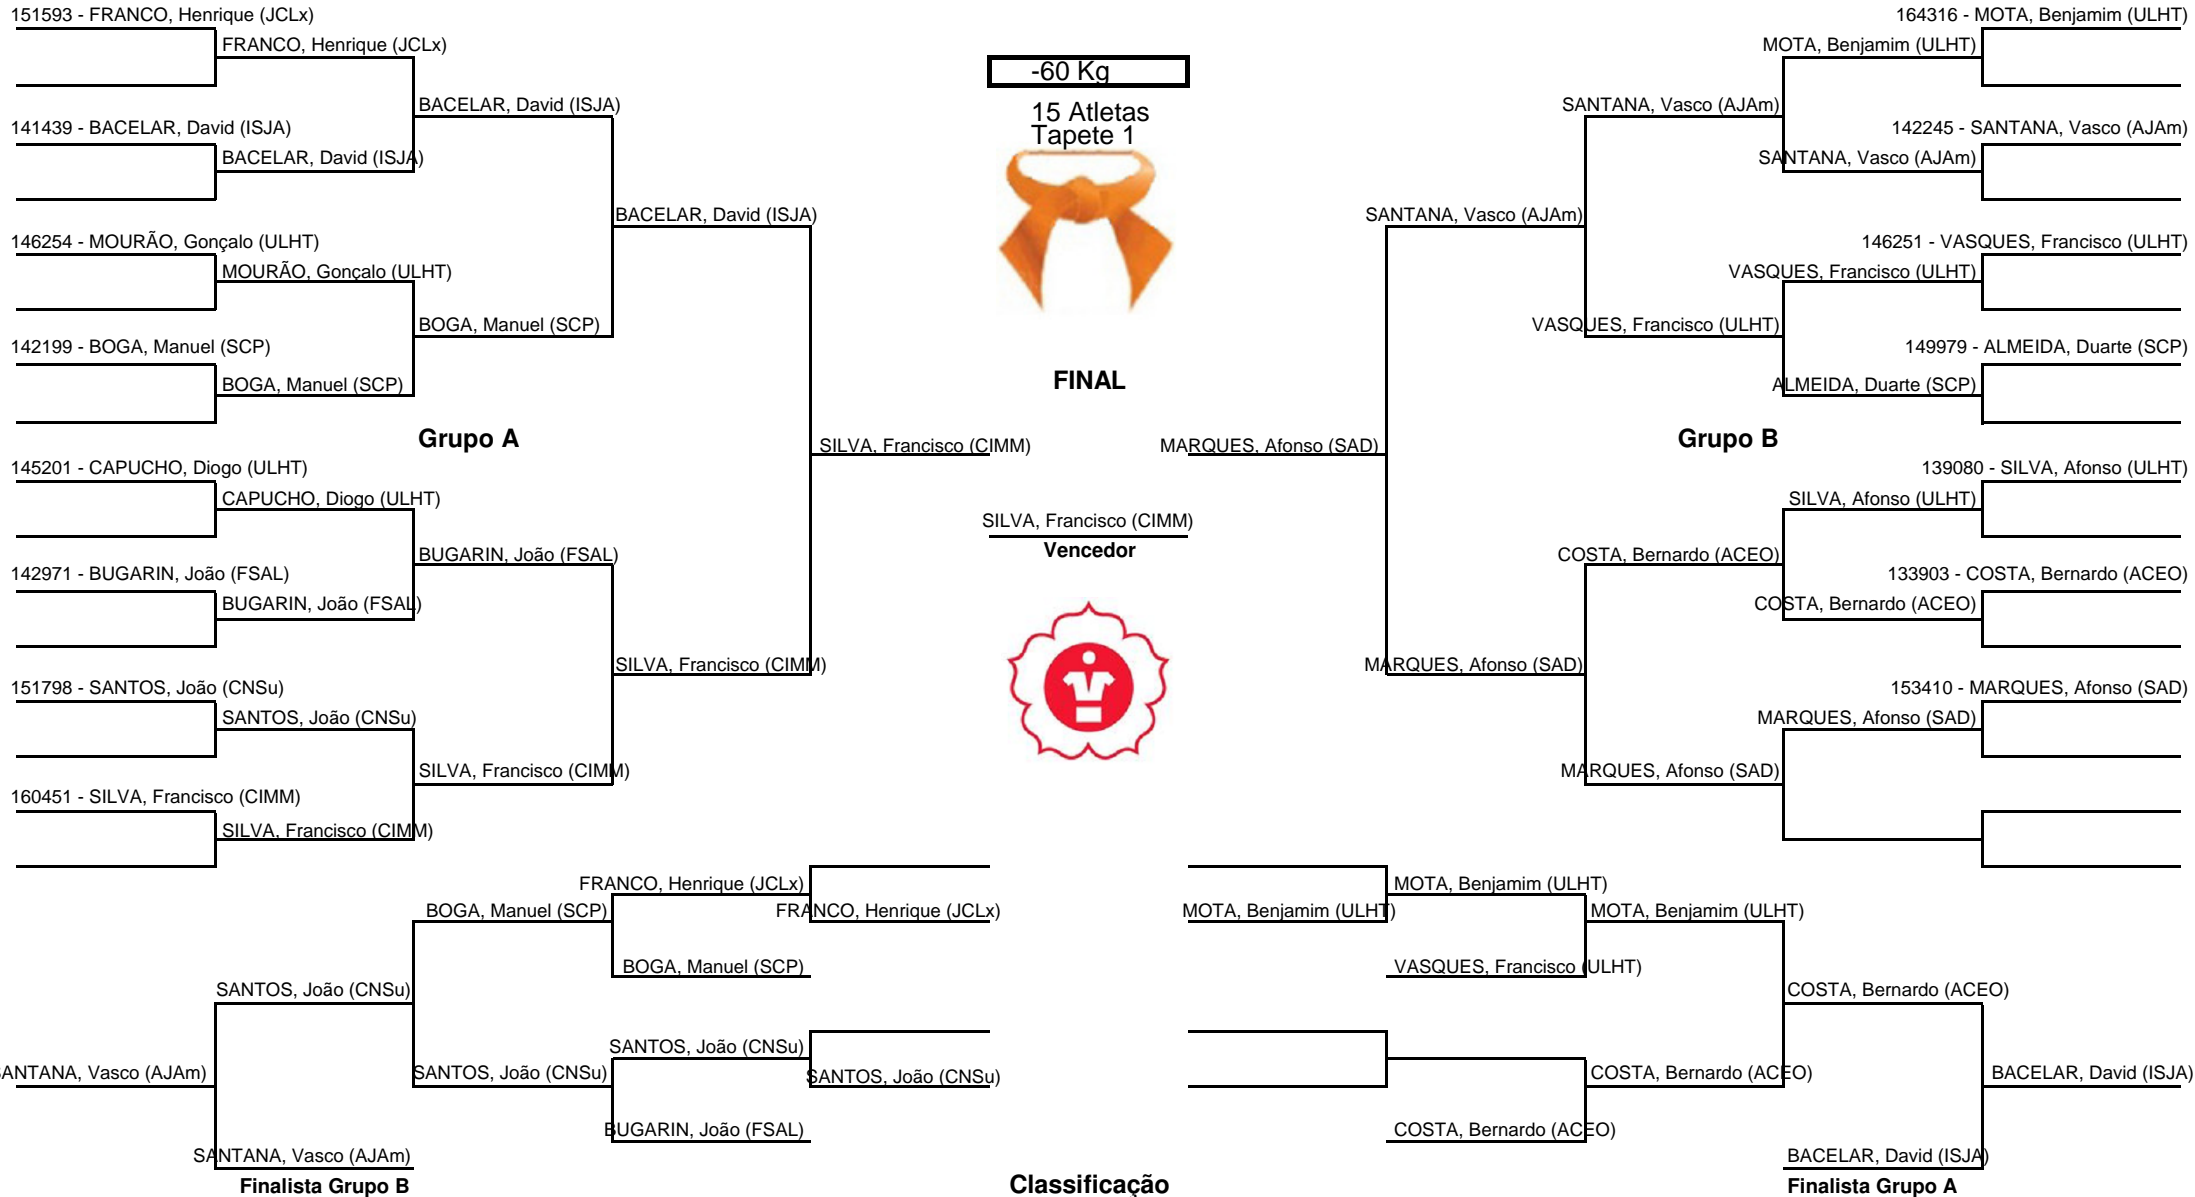 151593 - FRANCO, Henrique (JCLx)
FRANCO, Henrique (JCLx)
BACELAR, David (ISJA)
141439 - BACELAR, David (ISJA)
BACELAR, David (ISJA)
BACELAR, David (ISJA)
146254 - MOURÃO, Gonçalo (ULHT)
MOURÃO, Gonçalo (ULHT)
BOGA, Manuel (SCP)
142199 - BOGA, Manuel (SCP)
BOGA, Manuel (SCP)
Grupo A
SILVA, Francisco (CIMM)
145201 - CAPUCHO, Diogo (ULHT)
CAPUCHO, Diogo (ULHT)
BUGARIN, João (FSAL)
142971 - BUGARIN, João (FSAL)
BUGARIN, João (FSAL)
SILVA, Francisco (CIMM)
151798 - SANTOS, João (CNSu)
SANTOS, João (CNSu)
SILVA, Francisco (CIMM)
160451 - SILVA, Francisco (CIMM)
SILVA, Francisco (CIMM)
-60 Kg
15 Atletas
Tapete 1
FINAL
SILVA, Francisco (CIMM)
Vencedor
164316 - MOTA, Benjamim (ULHT)
MOTA, Benjamim (ULHT)
SANTANA, Vasco (AJAm)
142245 - SANTANA, Vasco (AJAm)
SANTANA, Vasco (AJAm)
SANTANA, Vasco (AJAm)
146251 - VASQUES, Francisco (ULHT)
VASQUES, Francisco (ULHT)
VASQUES, Francisco (ULHT)
149979 - ALMEIDA, Duarte (SCP)
ALMEIDA, Duarte (SCP)
Grupo B
MARQUES, Afonso (SAD)
139080 - SILVA, Afonso (ULHT)
SILVA, Afonso (ULHT)
COSTA, Bernardo (ACEO)
133903 - COSTA, Bernardo (ACEO)
COSTA, Bernardo (ACEO)
MARQUES, Afonso (SAD)
153410 - MARQUES, Afonso (SAD)
MARQUES, Afonso (SAD)
MARQUES, Afonso (SAD)
FRANCO, Henrique (JCLx)
BOGA, Manuel (SCP)
FRANCO, Henrique (JCLx)
BOGA, Manuel (SCP)
SANTOS, João (CNSu)
SANTOS, João (CNSu)
SANTANA, Vasco (AJAm)
SANTOS, João (CNSu)
SANTOS, João (CNSu)
BUGARIN, João (FSAL)
SANTANA, Vasco (AJAm)
Finalista Grupo B
MOTA, Benjamim (ULHT)
MOTA, Benjamim (ULHT)
MOTA, Benjamim (ULHT)
VASQUES, Francisco (ULHT)
COSTA, Bernardo (ACEO)
COSTA, Bernardo (ACEO)
BACELAR, David (ISJA)
COSTA, Bernardo (ACEO)
BACELAR, David (ISJA)
Finalista Grupo A
Classificação